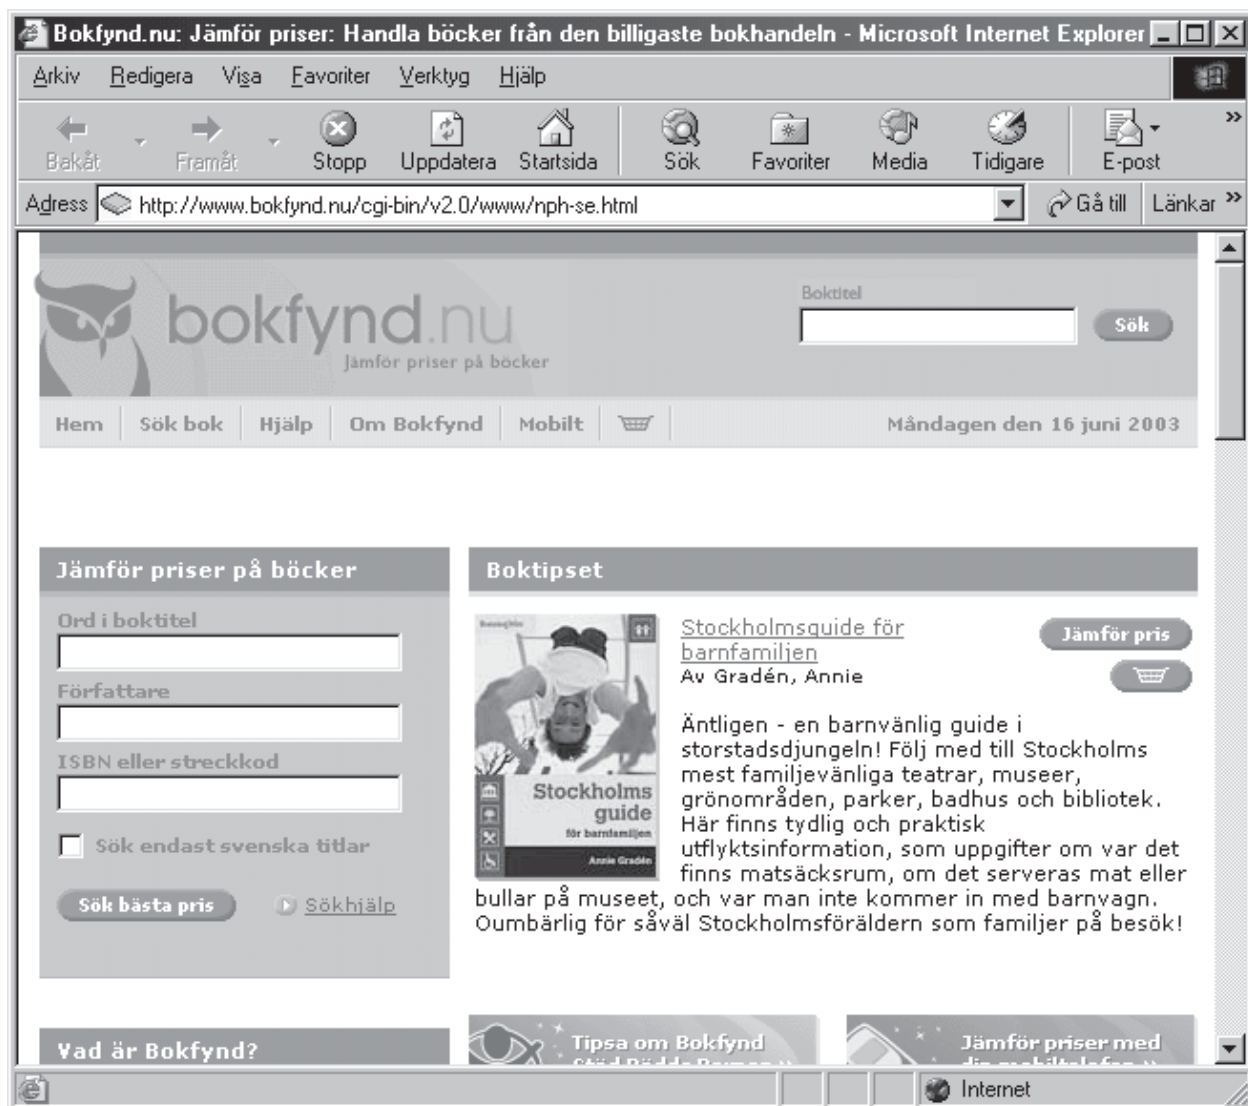 Bokfynd.nu: Jämför priser: Handla böcker från den billigaste bokhandeln - Microsoft Internet Explorer
Arkiv Redigera Visa Favoriter Verktyg Hjälp
Bakåt Framåt Stopp Uppdatera Startsida Sök Favoriter Media Tidigare E-post »
Adress http://www.bokfynd.nu/cgi-bin/v2.0/www/nph-se.html Gå till Länkar »
Boktitel
bokfynd.nu Sök
Jämför priser på böcker
Hem Sök bok Hjälp Om Bokfynd Mobilt Måndagen den 16 juni 2003
Jämför priser på böcker
Ord i boktitel
Författare
ISBN eller streckkod
Sök endast svenska titlar
Sök bästa pris Sökhjälp
Vad är Bokfynd?
Boktipset
Stockholms
guide
för barnfamiljen
Annie Gradén
Stockholmsguide för
barnfamiljen
Av Gradén, Annie
Jämför pris
Äntligen - en barnvänlig guide i
storstadsdjungeln! Följ med till Stockholms
mest familjevänliga teatrar, museer,
grönområden, parker, badhus och bibliotek.
Här finns tydlig och praktisk
utflyktsinformation, som uppgifter om var det
finns matsäcksrum, om det serveras mat eller
bullar på museet, och var man inte kommer in med barnvagn.
Oumbärlig för såväl Stockholmsföräldern som familjer på besök!
Tipsa om Bokfynd
Jämför priser med
Internet